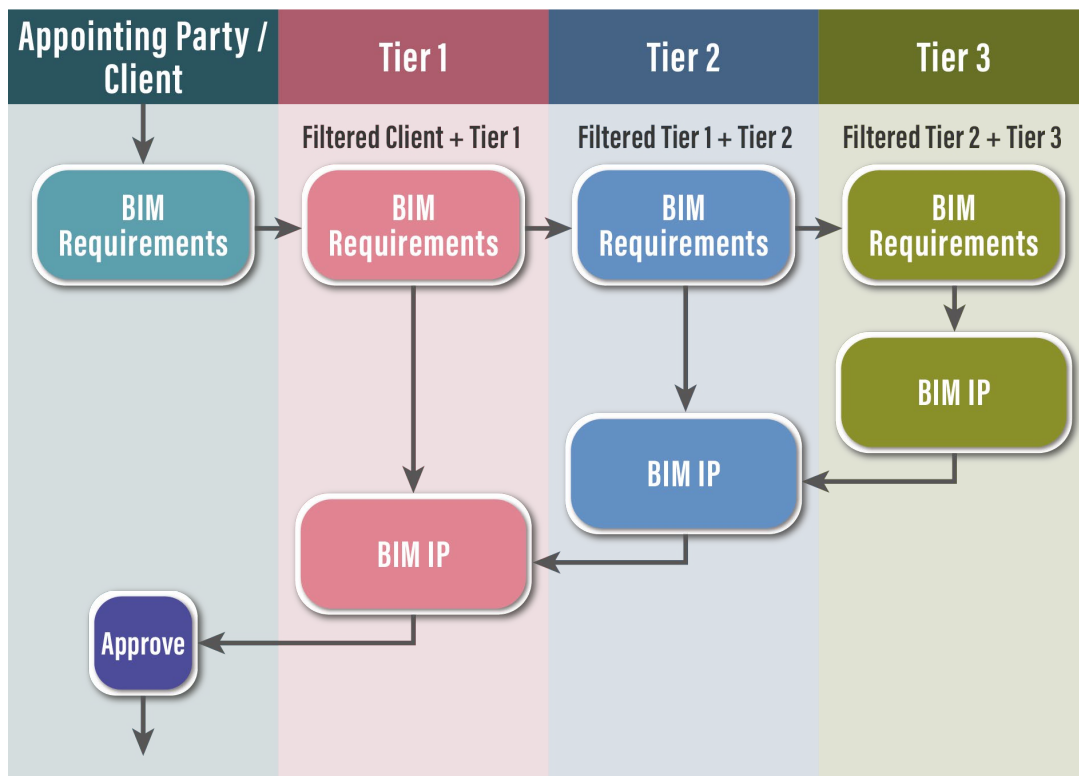 Appointing Party /
Client
Tier 1
Tier 2
Tier 3
Filtered Client + Tier 1
Filtered Tier 1 + Tier 2
Filtered Tier 2 + Tier 3
BIM
Requirements
BIM
Requirements
BIM
Requirements
BIM
Requirements
BIM IP
BIM IP
BIM IP
Approve